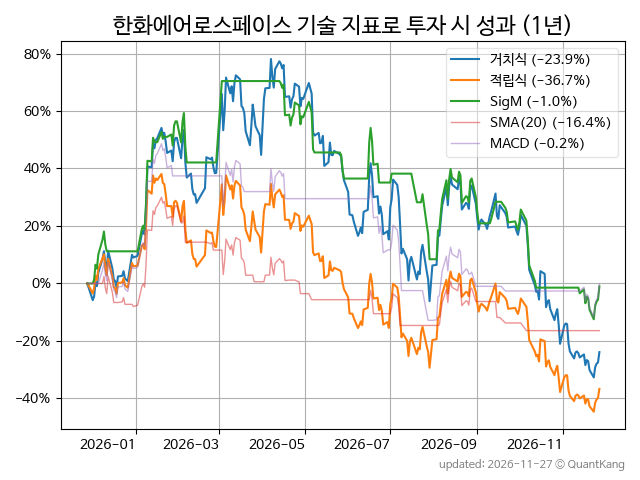 한화에어로스페이스 기술 지표로 투자 시 성과 (1년)
80%
60%
40%
20%
0%
−20%
−40%
거치식 (−23.9%)
적립식 (−36.7%)
SigM (−1.0%)
SMA(20) (−16.4%)
MACD (−0.2%)
2026-01
2026-03
2026-05
2026-07
2026-09
2026-11
updated: 2026-11-27 © QuantKang